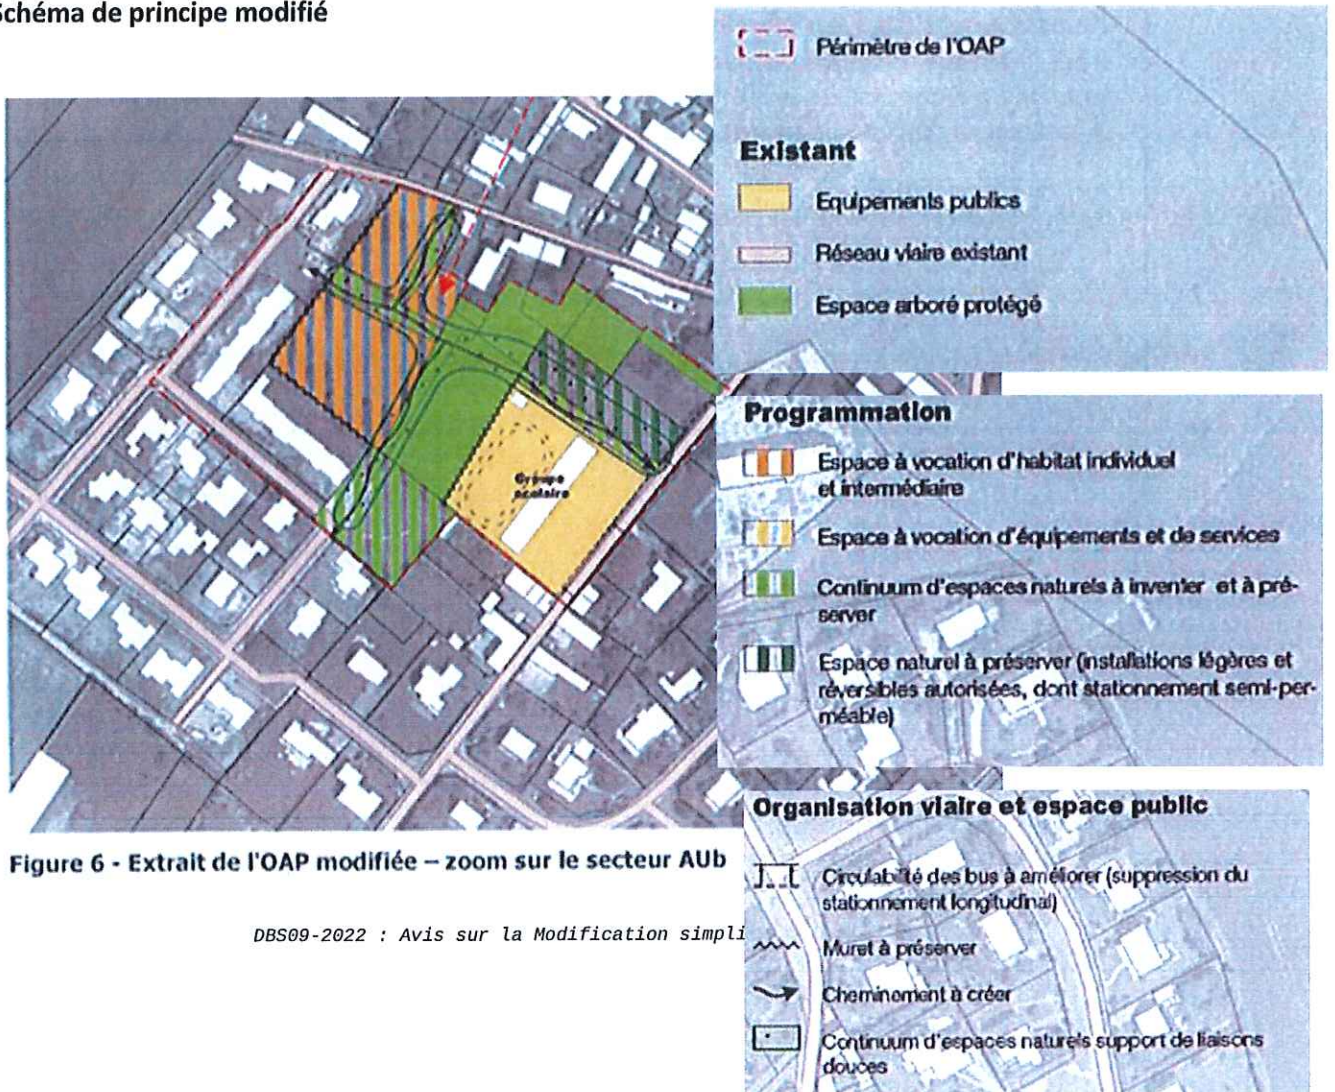 Schéma de principe modifié
Périmètre de l'OAP
Existant
Equipements publics
Réseau viaire existant
Espace arboré protégé
Groupe
scolaire
Programmation
Espace à vocation d'habitat individuel
et intermédiaire
Espace à vocation d'équipements et de services
Continuum d'espaces naturels à inventer et à pré-
server
Espace naturel à préserver (installations légères et
réversibles autorisées, dont stationnement semi-per-
méable)
Figure 6 - Extrait de l'OAP modifiée – zoom sur le secteur AUb
DBS09-2022 : Avis sur la Modification simpli
Organisation viaire et espace public
Circulabilité des bus à améliorer (suppression du
stationnement longitudinal)
Muret à préserver
Cheminement à créer
Continuum d'espaces naturels support de liaisons
douces